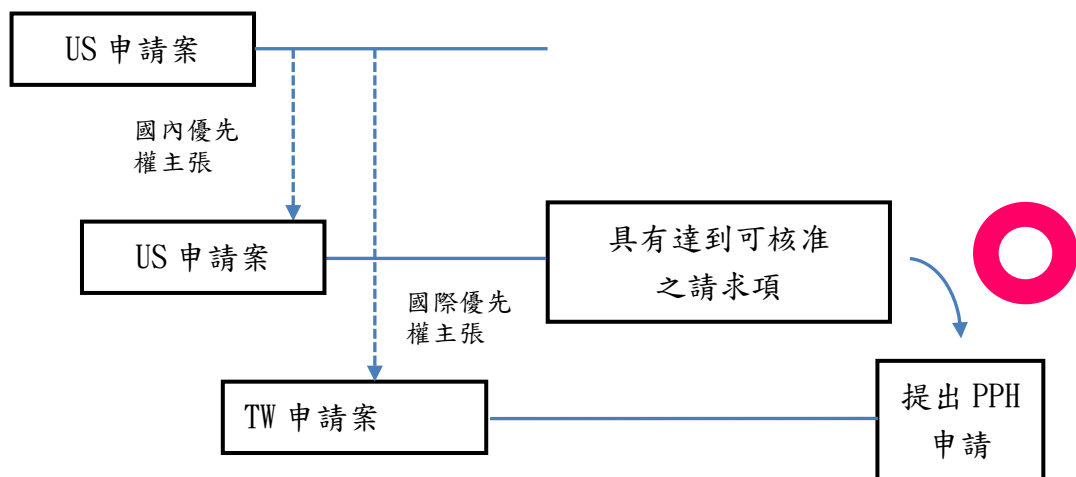 US 申請案
國內優先
權主張
US 申請案
具有達到可核准
之請求項
國際優先
權主張
TW 申請案
提出 PPH
申請